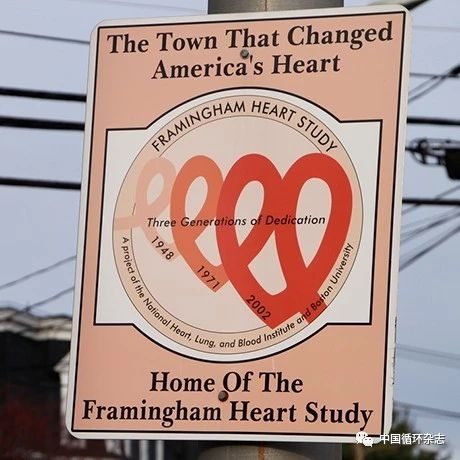 The Town That Changed
America's Heart
FRAMINGHAM HEART STUDY
Three Generations of Dedication
1948
1971
2002
A project of the National Heart, Lung, and Blood Institute and Boston University
Home Of The
Framingham Heart Study
中国循环杂志